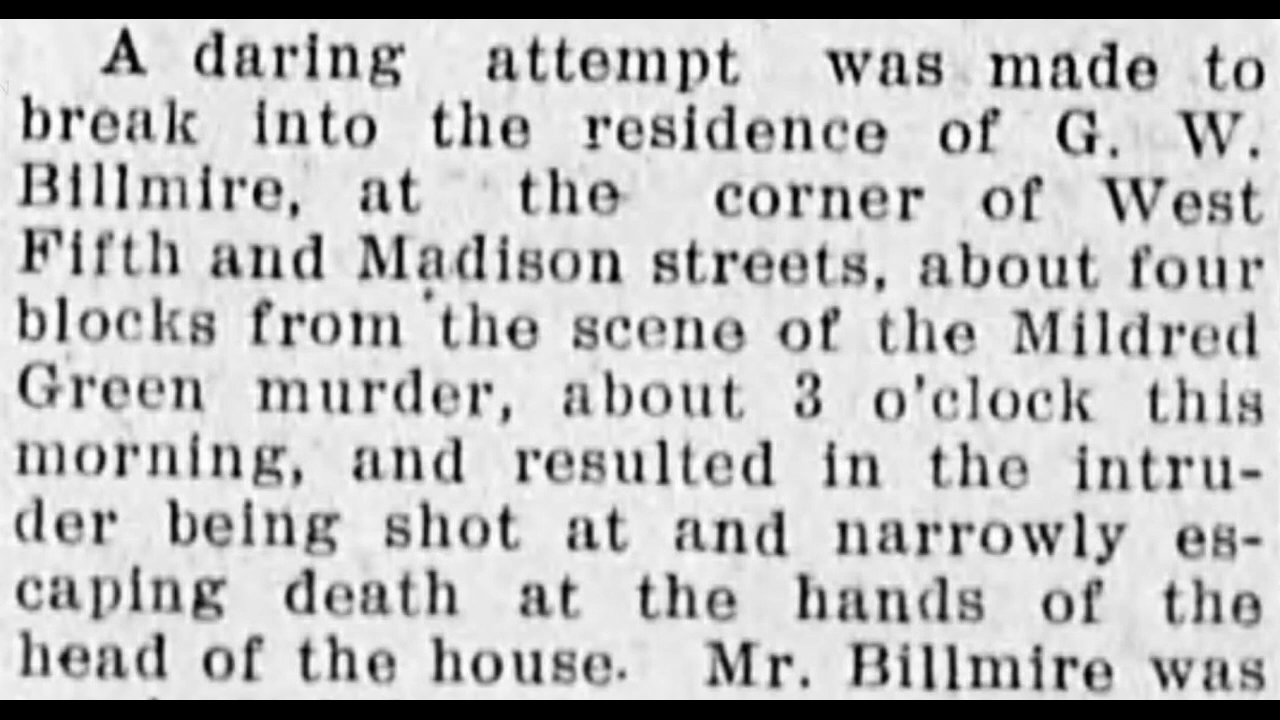 A daring attempt was made to
break into the residence of G. W.
Billmire, at the corner of West
Fifth and Madison streets, about four
blocks from the scene of the Mildred
Green murder, about 3 o'clock this
morning, and resulted in the intru-
der being shot at and narrowly es-
caping death at the hands of the
head of the house. Mr. Billmire was